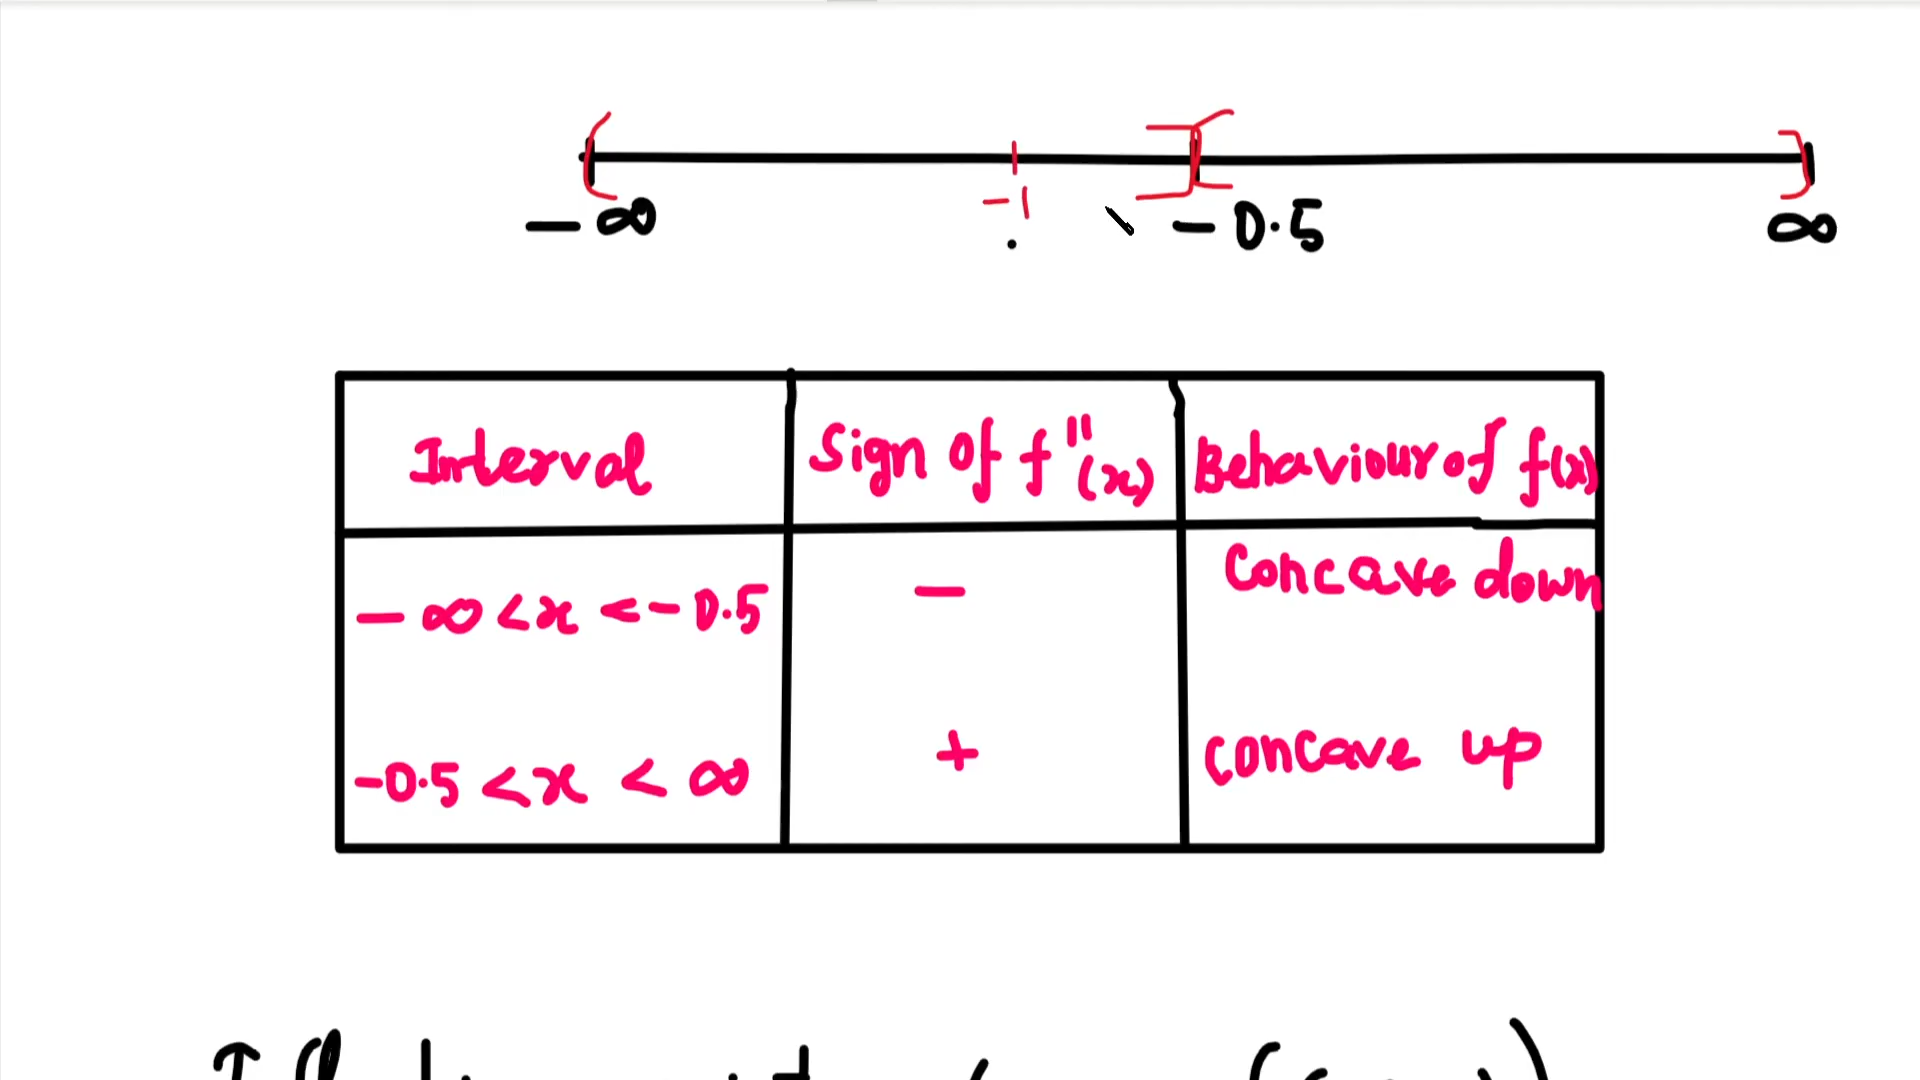 -1
-∞ -0.5 ∞
Interval Sign of f"(x) Behaviour of f(x)
-∞<x<-0.5 - Concave down
-0.5<x<∞ + concave up